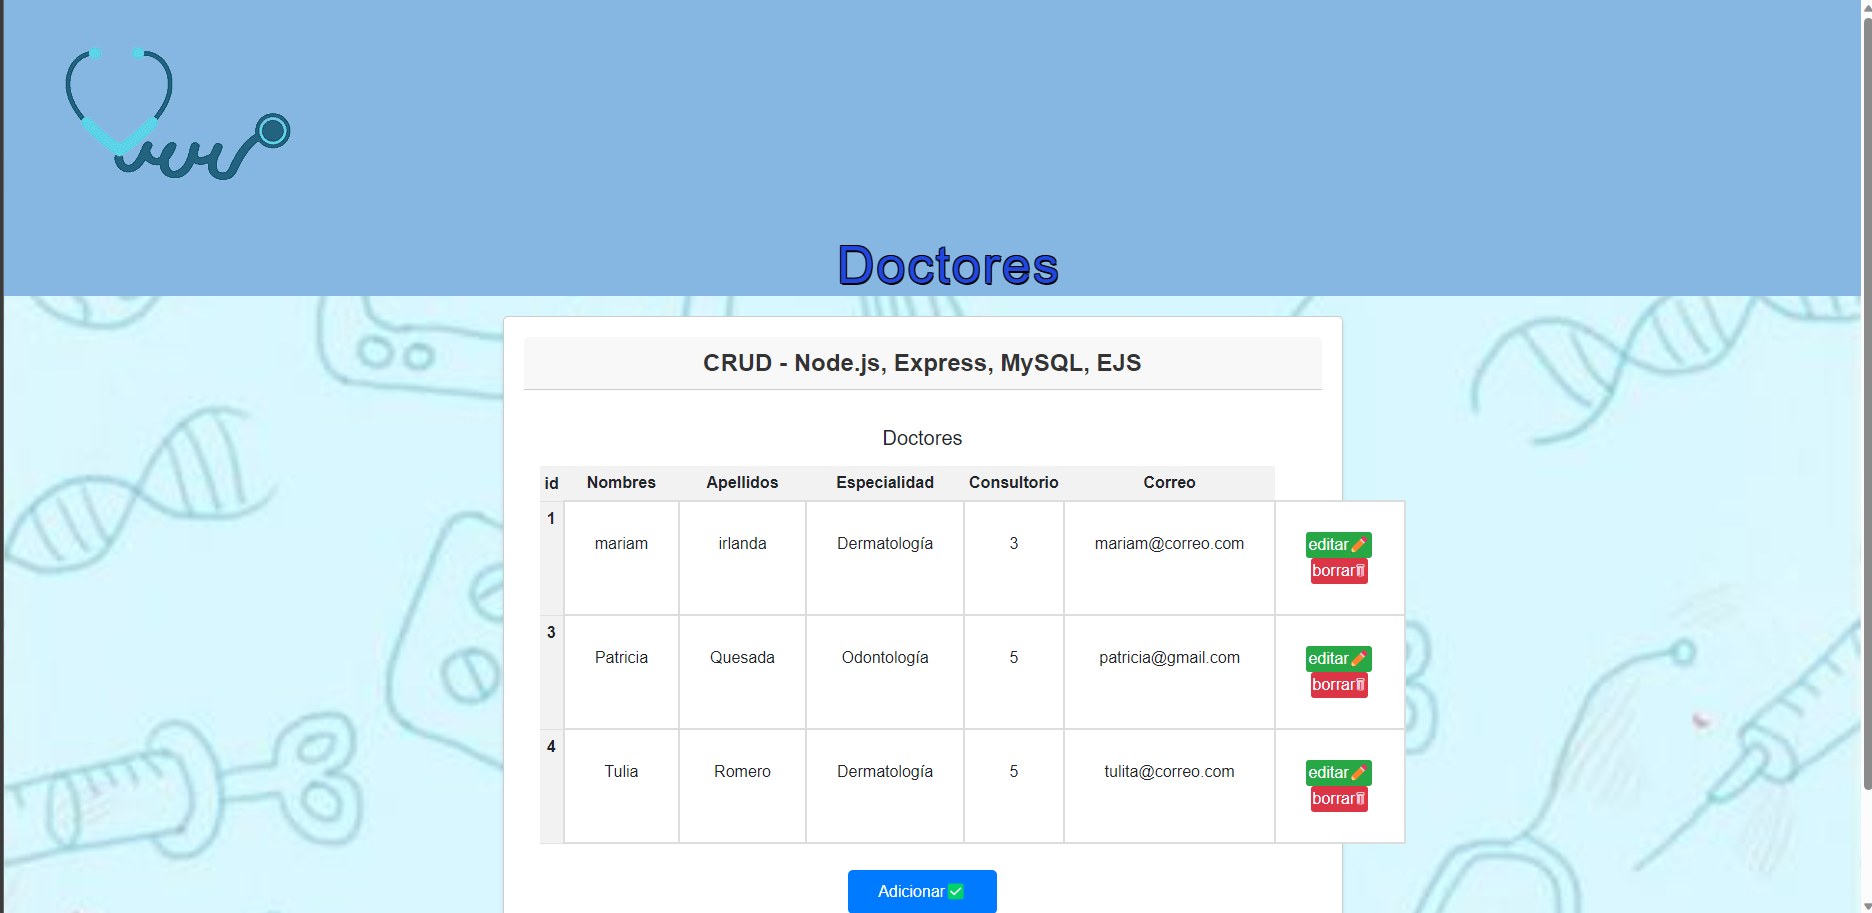 Doctores
CRUD - Node.js, Express, MySQL, EJS
Doctores
id Nombres Apellidos Especialidad Consultorio Correo
1 mariam irlanda Dermatología 3 mariam@correo.com editar
borrar
3 Patricia Quesada Odontología 5 patricia@gmail.com editar
borrar
4 Tulia Romero Dermatología 5 tulita@correo.com editar
borrar
Adicionar